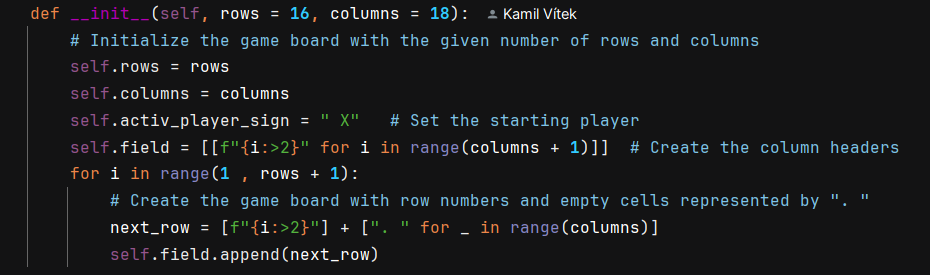 def __init__(self, rows = 16, columns = 18): Kamil Vítek
# Initialize the game board with the given number of rows and columns
self.rows = rows
self.columns = columns
self.activ_player_sign = " X"   # Set the starting player
self.field = [[f"{i:>2}" for i in range(columns + 1)]]  # Create the column headers
for i in range(1 , rows + 1):
# Create the game board with row numbers and empty cells represented by ". "
next_row = [f"{i:>2}"] + [". " for _ in range(columns)]
self.field.append(next_row)